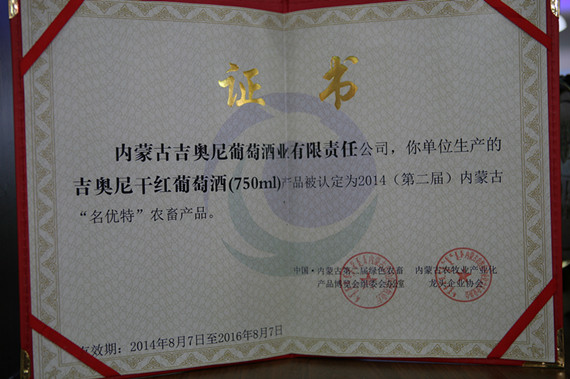 证书
内蒙古吉奥尼葡萄酒业有限责任公司，你单位生产的
吉奥尼干红葡萄酒(750ml)产品被认定为2014（第二届）内蒙古
“名优特”农畜产品。
中国·内蒙古第二届绿色农畜
产品博览会组委会办公室
内蒙古农牧业产业化
龙头企业协会
有效期：2014年8月7日至2016年8月7日